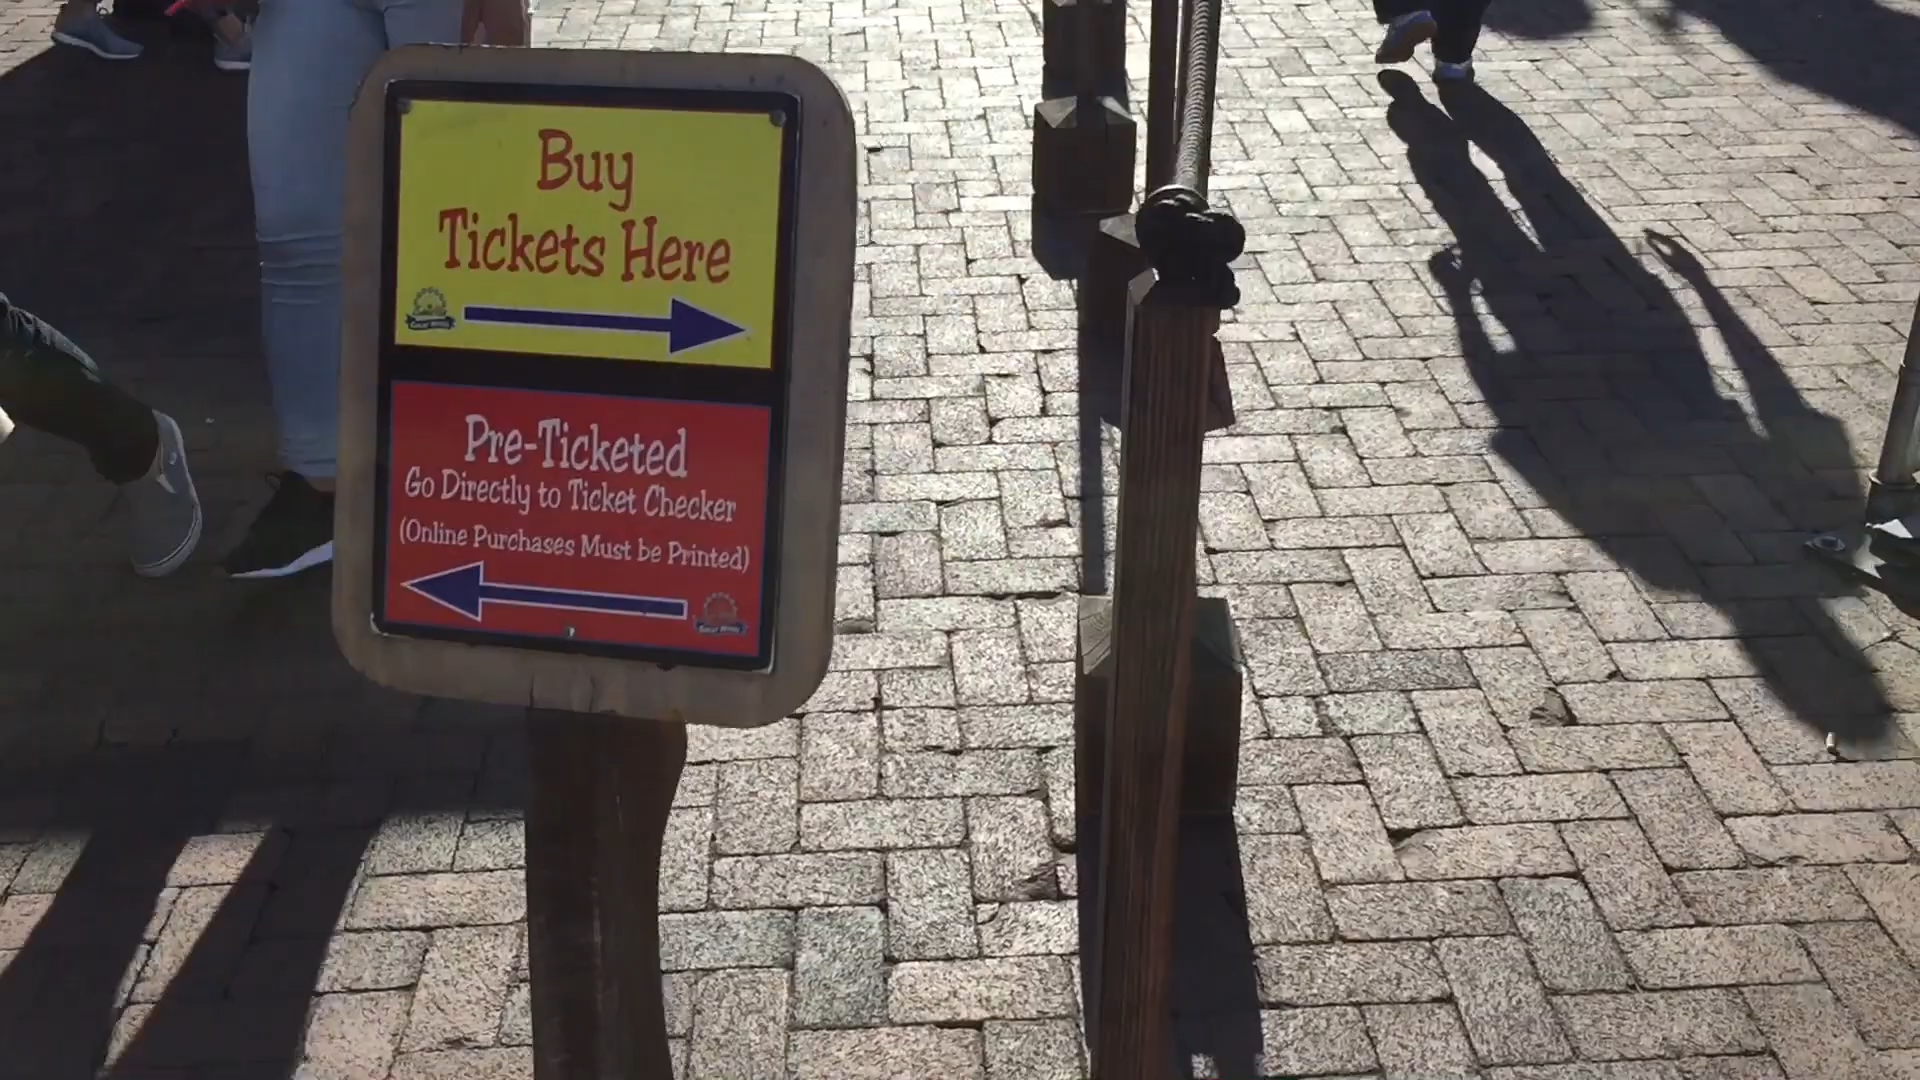 Buy
Tickets Here
Pre-Ticketed
Go Directly to Ticket Checker
(Online Purchases Must be Printed)